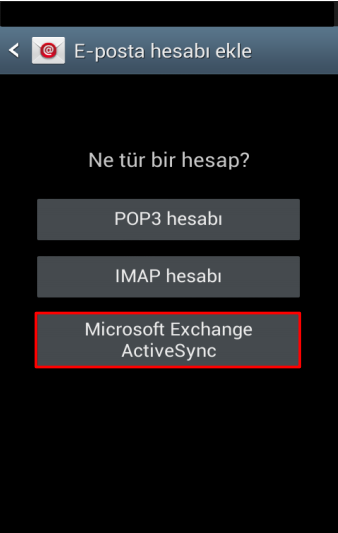 E-posta hesabı ekle
Ne tür bir hesap?
POP3 hesabı
IMAP hesabı
Microsoft Exchange
ActiveSync